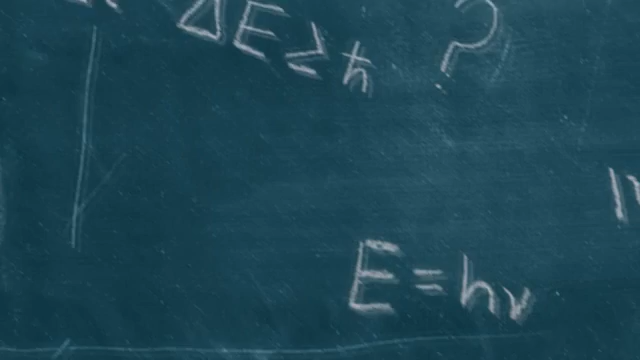 ΔE ≥ ħ ?
E = hν